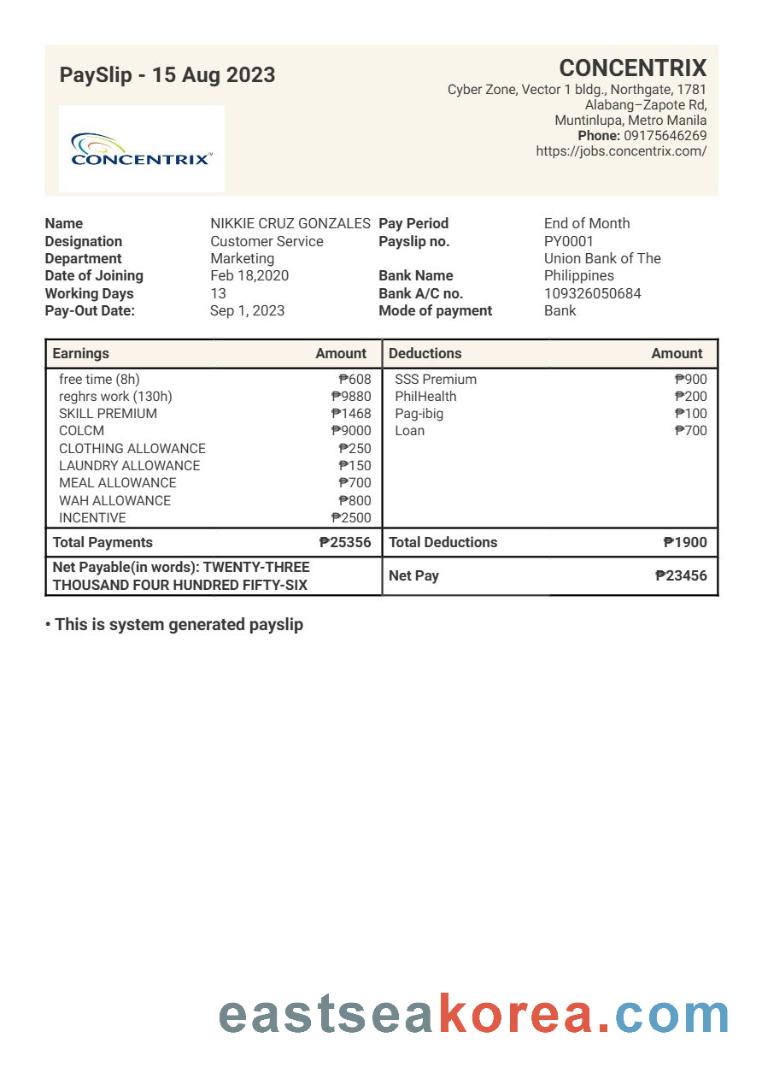 PaySlip - 15 Aug 2023
CONCENTRIX
Cyber Zone, Vector 1 bldg., Northgate, 1781
Alabang–Zapote Rd,
Muntinlupa, Metro Manila
Phone: 09175646269
https://jobs.concentrix.com/
CONCENTRIX™
Name NIKKIE CRUZ GONZALES Pay Period End of Month
Designation Customer Service Payslip no. PY0001
Department Marketing Union Bank of The
Date of Joining Feb 18,2020 Bank Name Philippines
Working Days 13 Bank A/C no. 109326050684
Pay-Out Date: Sep 1, 2023 Mode of payment Bank
Earnings Amount Deductions Amount
free time (8h) ₱608 SSS Premium ₱900
reghrs work (130h) ₱9880 PhilHealth ₱200
SKILL PREMIUM ₱1468 Pag-ibig ₱100
COLCM ₱9000 Loan ₱700
CLOTHING ALLOWANCE ₱250
LAUNDRY ALLOWANCE ₱150
MEAL ALLOWANCE ₱700
WAH ALLOWANCE ₱800
INCENTIVE ₱2500
Total Payments ₱25356 Total Deductions ₱1900
Net Payable(in words): TWENTY-THREE
THOUSAND FOUR HUNDRED FIFTY-SIX
Net Pay ₱23456
• This is system generated payslip
eastseakorea.com